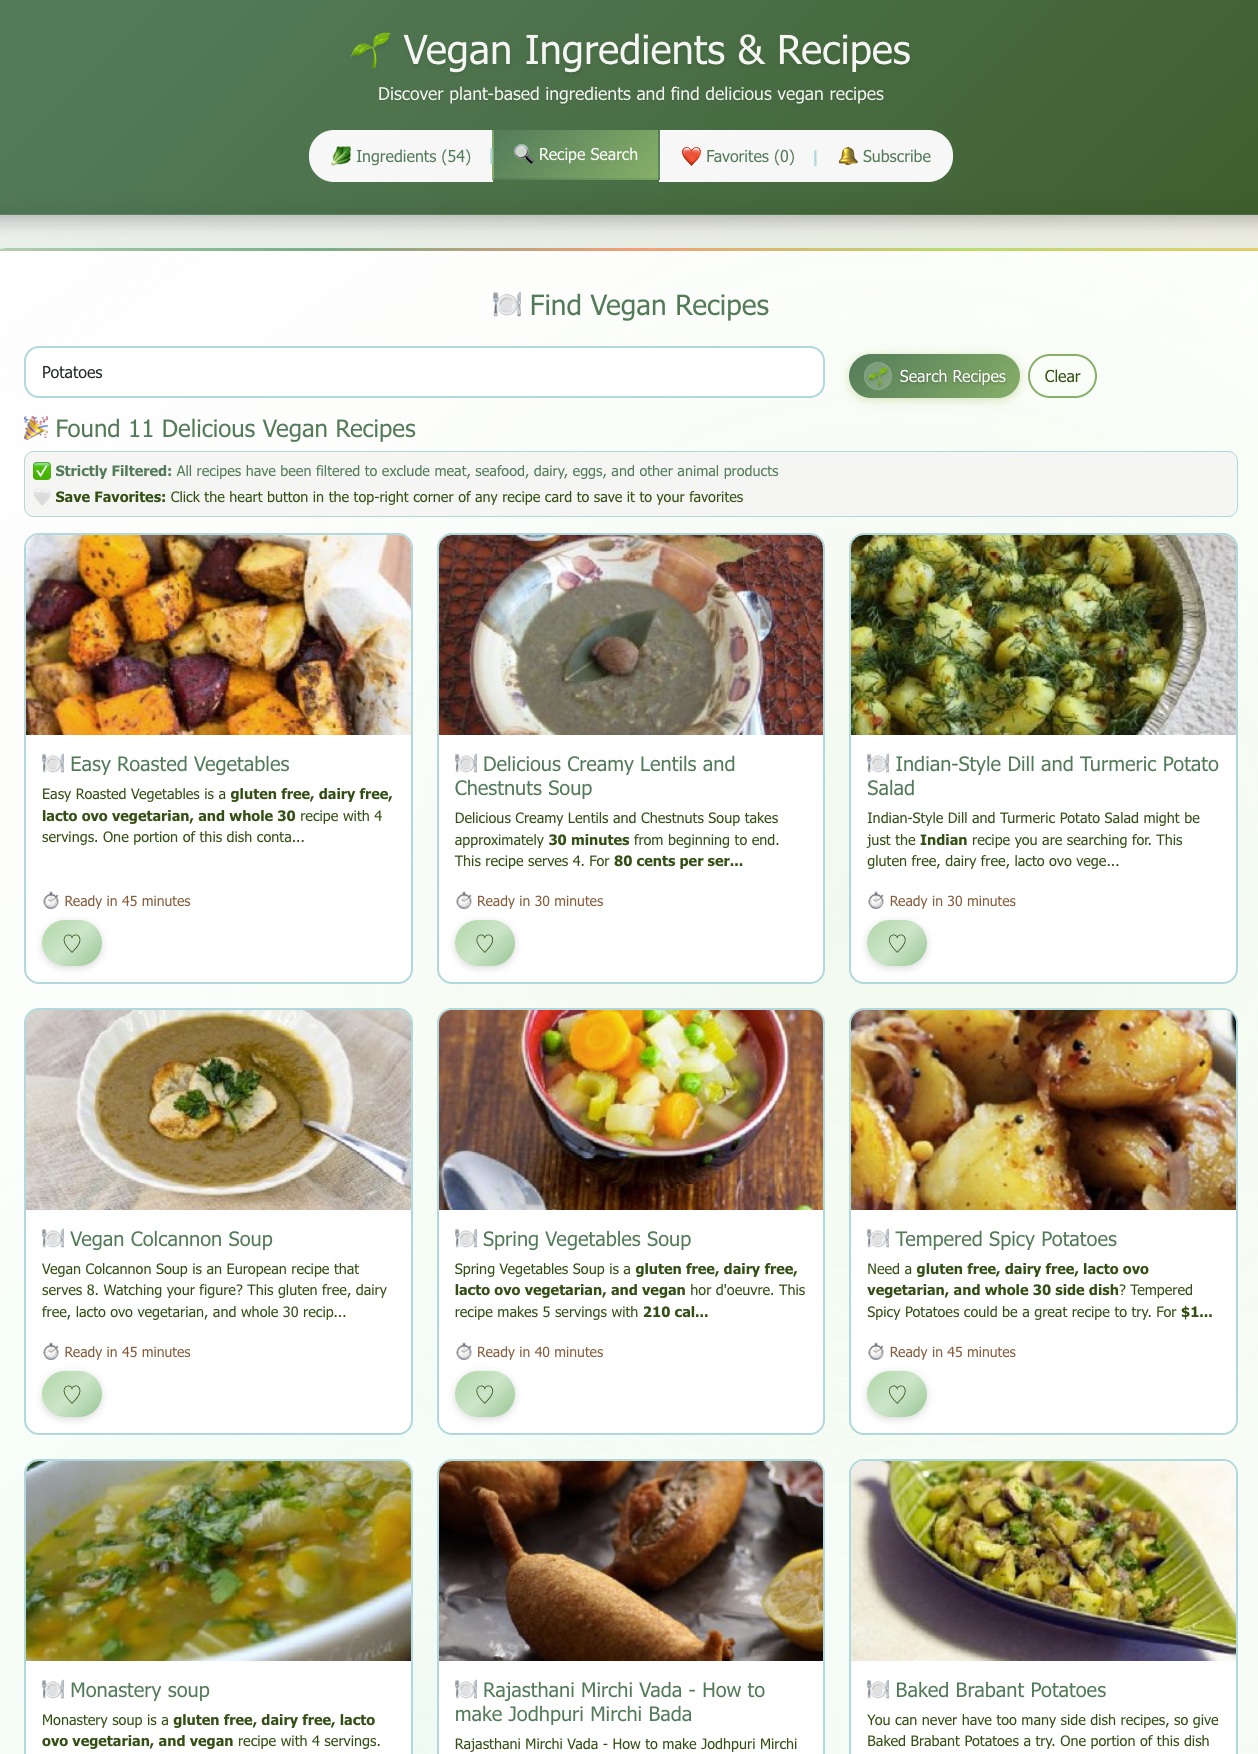 🌱 Vegan Ingredients & Recipes
Discover plant-based ingredients and find delicious vegan recipes
🥬 Ingredients (54) | 🔍 Recipe Search ❤️ Favorites (0) | 🔔 Subscribe
🍽️ Find Vegan Recipes
Potatoes
🌱 Search Recipes Clear
🎉 Found 11 Delicious Vegan Recipes
✅ Strictly Filtered: All recipes have been filtered to exclude meat, seafood, dairy, eggs, and other animal products
🤍 Save Favorites: Click the heart button in the top-right corner of any recipe card to save it to your favorites
🍽️ Easy Roasted Vegetables
Easy Roasted Vegetables is a gluten free, dairy free,
lacto ovo vegetarian, and whole 30 recipe with 4
servings. One portion of this dish conta...
⏱️ Ready in 45 minutes
♡
🍽️ Delicious Creamy Lentils and
Chestnuts Soup
Delicious Creamy Lentils and Chestnuts Soup takes
approximately 30 minutes from beginning to end.
This recipe serves 4. For 80 cents per ser...
⏱️ Ready in 30 minutes
♡
🍽️ Indian-Style Dill and Turmeric Potato
Salad
Indian-Style Dill and Turmeric Potato Salad might be
just the Indian recipe you are searching for. This
gluten free, dairy free, lacto ovo vege...
⏱️ Ready in 30 minutes
♡
🍽️ Vegan Colcannon Soup
Vegan Colcannon Soup is an European recipe that
serves 8. Watching your figure? This gluten free, dairy
free, lacto ovo vegetarian, and whole 30 recip...
⏱️ Ready in 45 minutes
♡
🍽️ Spring Vegetables Soup
Spring Vegetables Soup is a gluten free, dairy free,
lacto ovo vegetarian, and vegan hor d'oeuvre. This
recipe makes 5 servings with 210 cal...
⏱️ Ready in 40 minutes
♡
🍽️ Tempered Spicy Potatoes
Need a gluten free, dairy free, lacto ovo
vegetarian, and whole 30 side dish? Tempered
Spicy Potatoes could be a great recipe to try. For $1...
⏱️ Ready in 45 minutes
♡
🍽️ Monastery soup
Monastery soup is a gluten free, dairy free, lacto
ovo vegetarian, and vegan recipe with 4 servings.
🍽️ Rajasthani Mirchi Vada - How to
make Jodhpuri Mirchi Bada
Rajasthani Mirchi Vada - How to make Jodhpuri Mirchi
🍽️ Baked Brabant Potatoes
You can never have too many side dish recipes, so give
Baked Brabant Potatoes a try. One portion of this dish